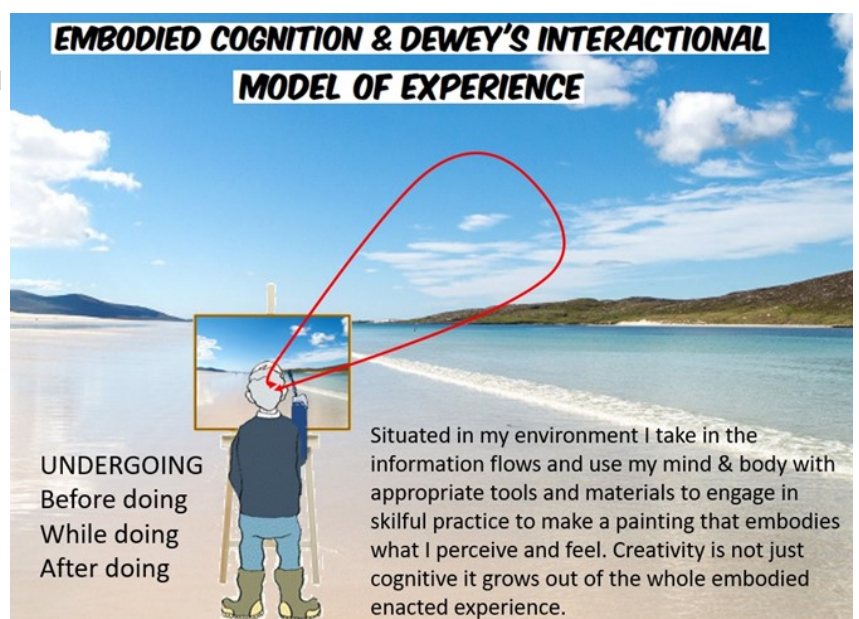 EMBODIED COGNITION & DEWEY'S INTERACTIONAL
MODEL OF EXPERIENCE
UNDERGOING
Before doing
While doing
After doing
Situated in my environment I take in the
information flows and use my mind & body with
appropriate tools and materials to engage in
skilful practice to make a painting that embodies
what I perceive and feel. Creativity is not just
cognitive it grows out of the whole embodied
enacted experience.